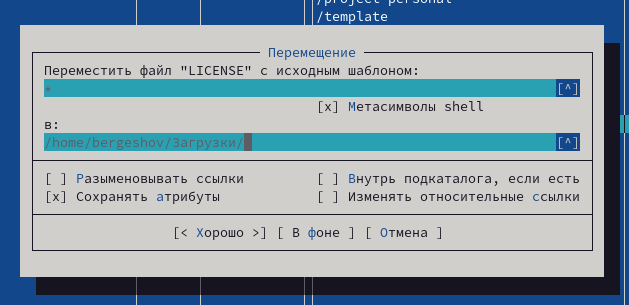 /project-personal
/template
Перемещение
Переместить файл "LICENSE" с исходным шаблоном:
* [^]
[x] Метасимволы shell
в:
/home/bergeshov/Загрузки/ [^]
[ ] Разыменовывать ссылки [ ] Внутрь подкаталога, если есть
[x] Сохранять атрибуты [ ] Изменять относительные ссылки
[< Хорошо >] [ В фоне ] [ Отмена ]